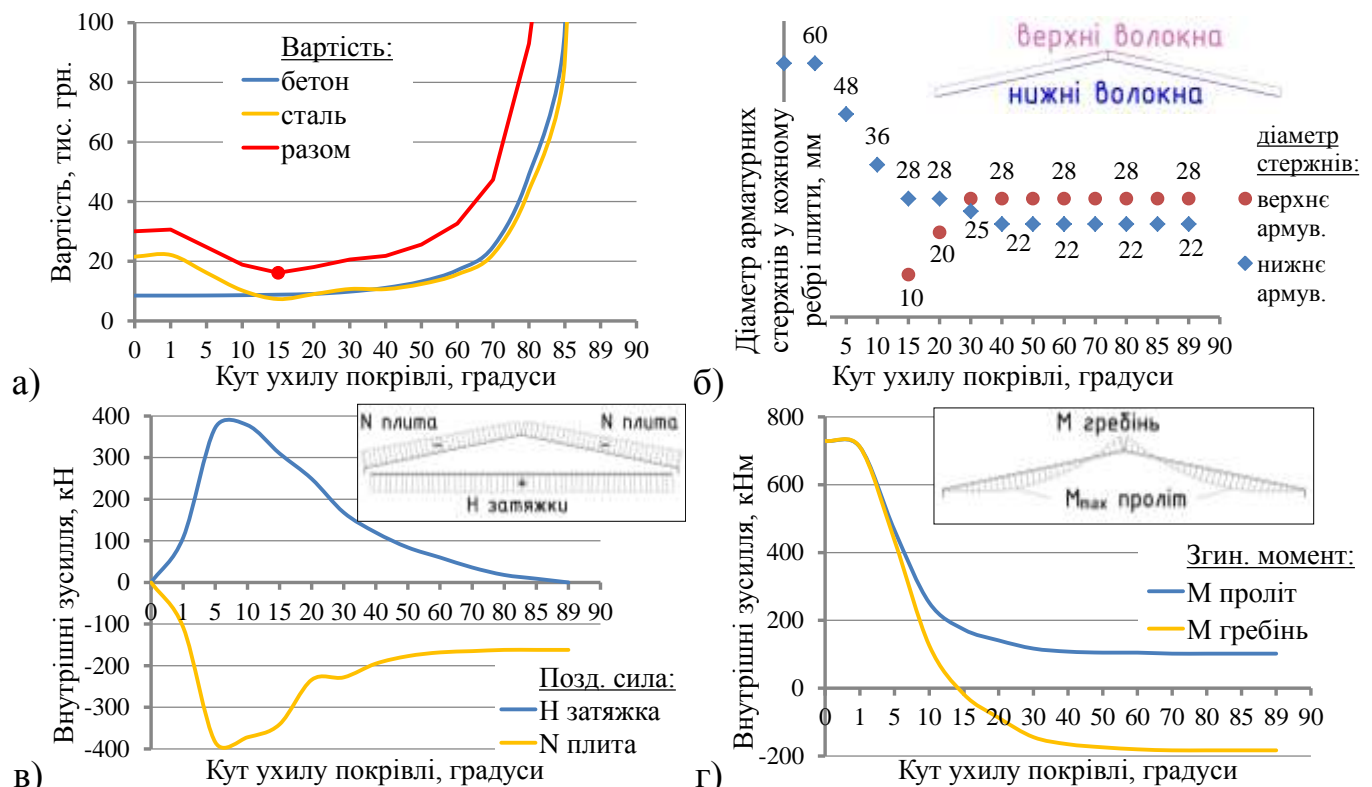 100
80
60
40
20
0
Вартість, тис. грн.
Вартість:
бетон
сталь
разом
0 1 5 10 15 20 30 40 50 60 70 80 85 89 90
Кут ухилу покрівлі, градуси
а)
Діаметр арматурних
стержнів у кожному
ребрі плити, мм
60
48
36
28 28 28 28 28 28
25
22 22 22 22
20
10
верхні волокна
нижні волокна
діаметр
стержнів:
верхнє
армув.
нижнє
армув.
5 10 15 20 30 40 50 60 70 80 85 89 90
Кут ухилу покрівлі, градуси
б)
400
300
200
100
0
-100
-200
-300
-400
Внутрішні зусилля, кН
N плита N плита
Н затяжки
0 1 5 10 15 20 30 40 50 60 70 80 85 89 90
Позд. сила:
Н затяжка
N плита
Кут ухилу покрівлі, градуси
в)
800
600
400
200
0
-200
Внутрішні зусилля, кНм
М гребінь
Mmax проліт
Згин. момент:
М проліт
М гребінь
0 1 5 10 15 20 30 40 50 60 70 80 85 89 90
Кут ухилу покрівлі, градуси
г)